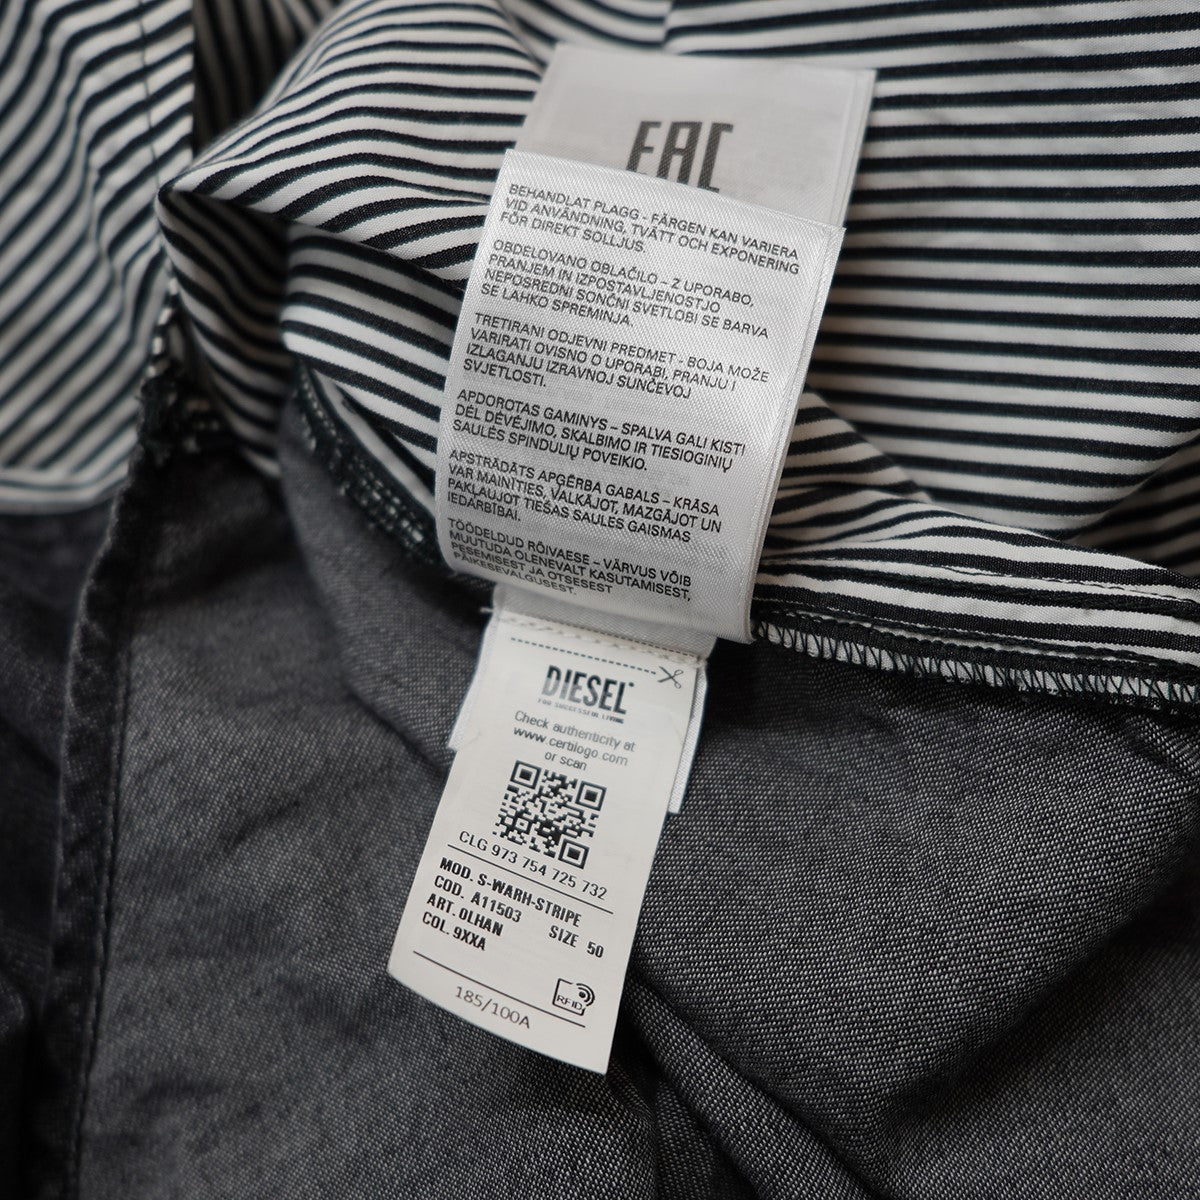 EAC
BEHANDLAT PLAGG - FÄRGEN KAN VARIERA
VID ANVÄNDNING, TVÄTT OCH EXPONERING
FÖR DIREKT SOLLJUS.
OBDELOVANO OBLAČILO – Z UPORABO,
PRANJEM IN IZPOSTAVLJENOSTJO
NEPOSREDNI SONČNI SVETLOBI SE BARVA
SE LAHKO SPREMINJA.
TRETIRANI ODJEVNI PREDMET - BOJA MOŽE
VARIRATI OVISNO O UPORABI, PRANJU I
IZLAGANJU IZRAVNOJ SUNČEVOJ
SVJETLOSTI.
APDOROTAS GAMINYS – SPALVA GALI KISTI
DĖL DĖVĖJIMO, SKALBIMO IR TIESIOGINIŲ
SAULĖS SPINDULIŲ POVEIKIO.
APSTRĀDĀTS APĢĒRBA GABALS – KRĀSA
VAR MAINĪTIES, VALKĀJOT, MAZGĀJOT UN
PAKĻAUJOT TIEŠAS SAULES GAISMAS
IEDARBĪBAI.
TÖÖDELDUD RÕIVAESE – VÄRVUS VÕIB
MUUTUDA OLENEVALT KASUTAMISEST,
PESEMISEST JA OTSESEST
PÄIKESEVALGUSEST.
DIESEL
FOR SUCCESSFUL LIVING
Check authenticity at
www.certilogo.com
or scan
CLG 973 754 725 732
MOD. S-WARH-STRIPE
COD. A11503 SIZE 50
ART. 0LHAN
COL. 9XXA
RFID
185/100A